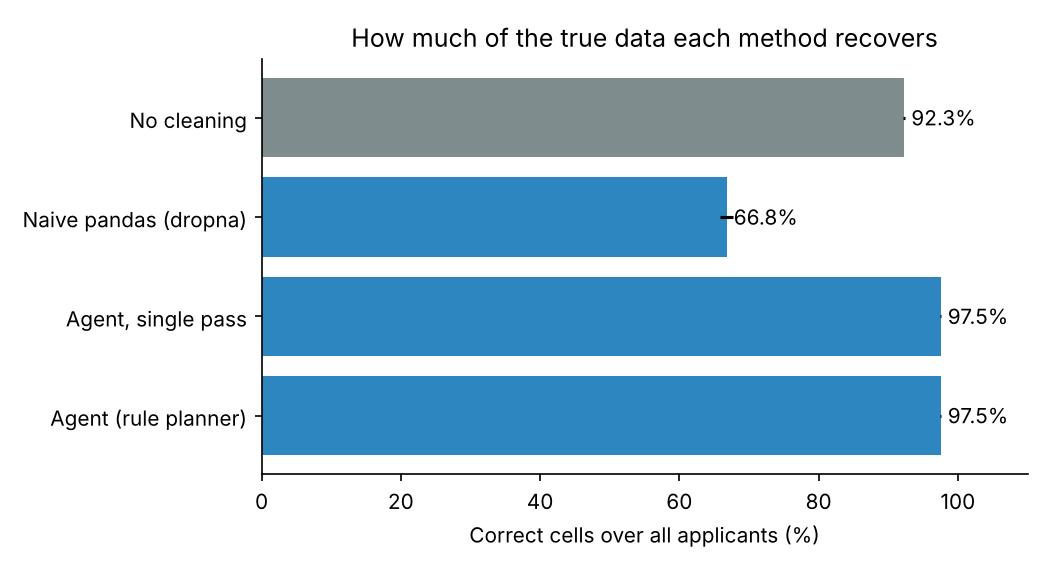 How much of the true data each method recovers
No cleaning
92.3%
Naive pandas (dropna)
66.8%
Agent, single pass
97.5%
Agent (rule planner)
97.5%
0 20 40 60 80 100
Correct cells over all applicants (%)